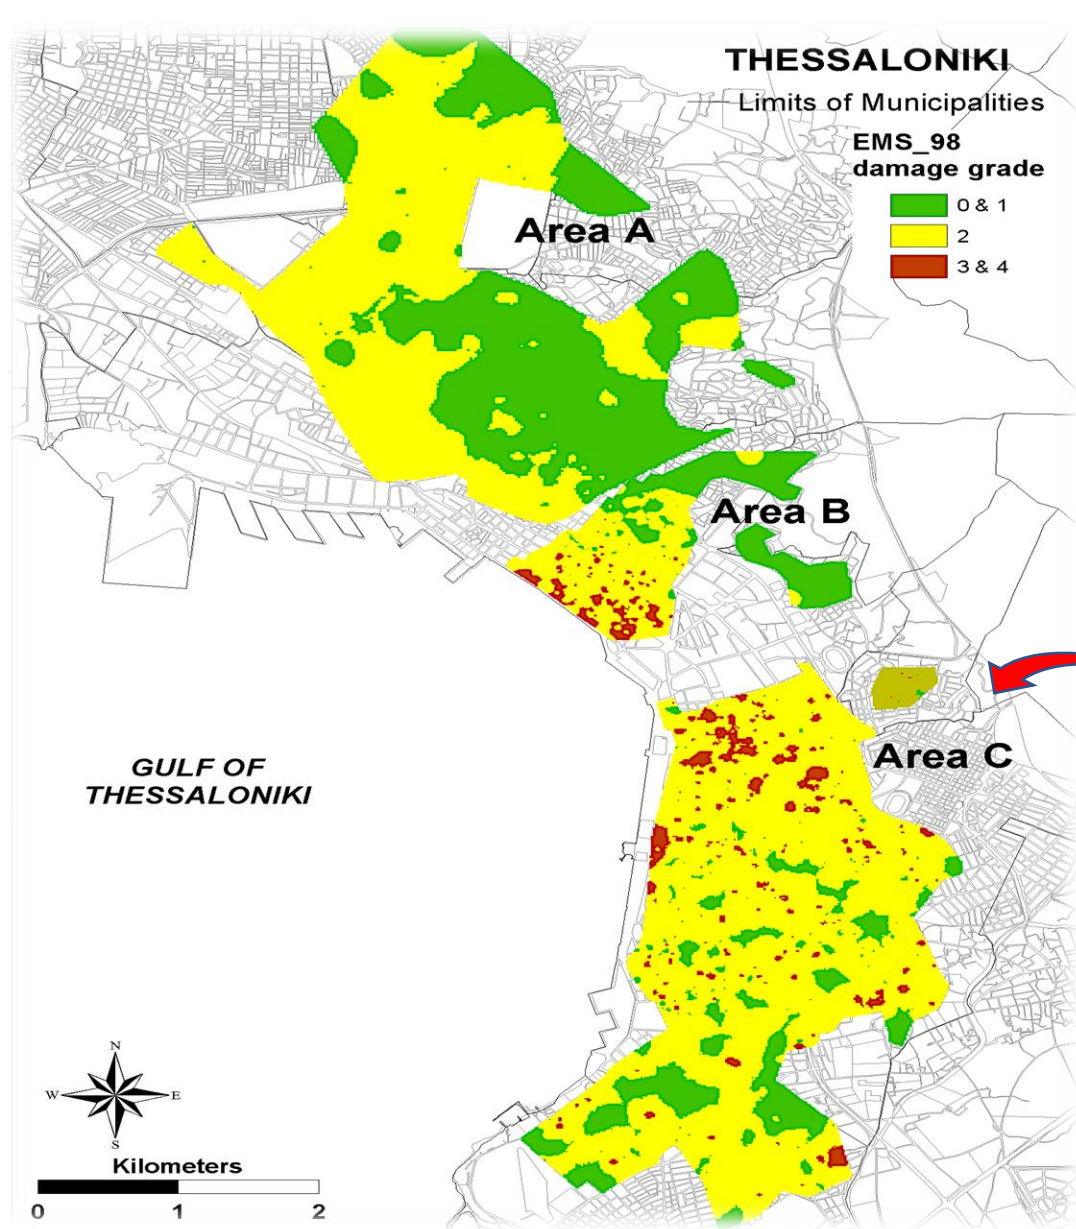 THESSALONIKI
Limits of Municipalities
EMS_98
damage grade
0 & 1
2
3 & 4
Area A
Area B
Area C
GULF OF
THESSALONIKI
N
W E
S
Kilometers
0 1 2